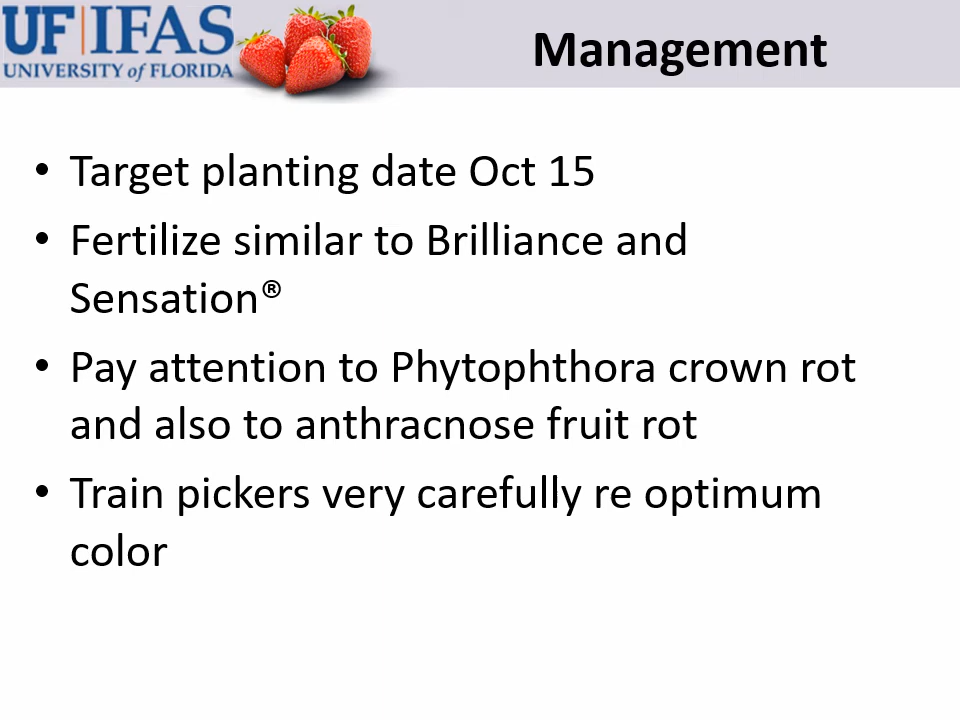 UF|IFAS
UNIVERSITY of FLORIDA
Management
• Target planting date Oct 15
• Fertilize similar to Brilliance and
Sensation®
• Pay attention to Phytophthora crown rot
and also to anthracnose fruit rot
• Train pickers very carefully re optimum
color